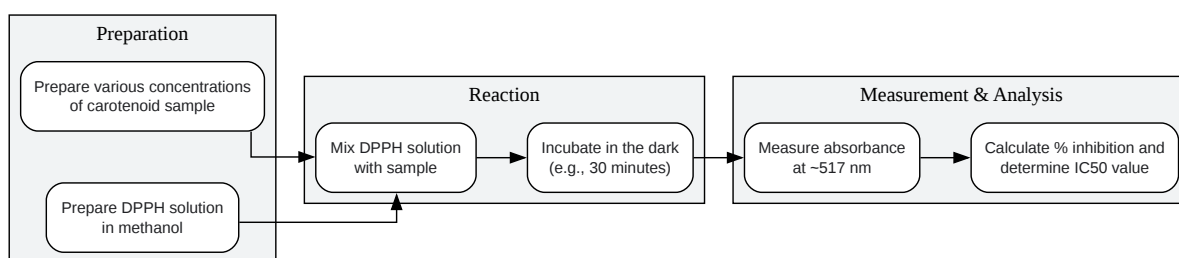 Preparation
Prepare various concentrations
of carotenoid sample
Prepare DPPH solution
in methanol
Reaction
Mix DPPH solution
with sample
Incubate in the dark
(e.g., 30 minutes)
Measurement & Analysis
Measure absorbance
at ~517 nm
Calculate % inhibition and
determine IC50 value